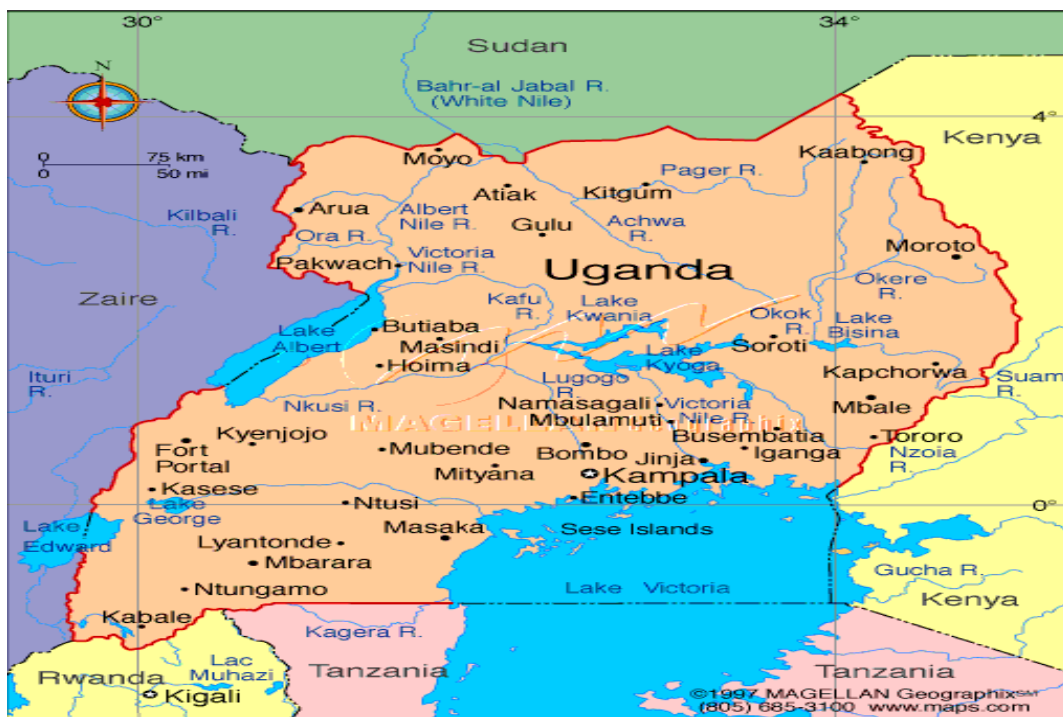 30°
34°
Sudan
Bahr-al Jabal R.
(White Nile)
N
4°
Kenya
0
75 km
0
50 mi
Moyo
Kaabong
Pager R.
Atiak
Kitgum
Kilbali
R.
Arua
Albert
Nile R.
Achwa
R.
Ora R.
Gulu
Moroto
Pakwach
Victoria
Nile R.
Uganda
Okere
R.
Zaire
Kafu
R.
Lake
Kwania
Okok
R.
Lake
Bisina
Lake
Albert
Butiaba
Masindi
Soroti
Lake
Kyoga
Hoima
Kapchorwa
Ituri
R.
Lugogo
R.
Suam
R.
Nkusi R.
Namasagali
Victoria
Nile R.
Mbale
Mbulamuti
Kyenjojo
Busembatia
Tororo
Fort
Portal
Mubende
Bombo
Jinja
Iganga
Nzoia
R.
Mityana
Kampala
Kasese
Lake
George
Ntusi
Entebbe
0°
Lake
Edward
Masaka
Sese Islands
Lyantonde
Mbarara
Gucha R.
Ntungamo
Lake Victoria
Kenya
Kabale
Kagera R.
Lac
Muhazi
Tanzania
Tanzania
Rwanda
Kigali
©1997 MAGELLAN Geographix℠
(805) 685-3100 www.maps.com